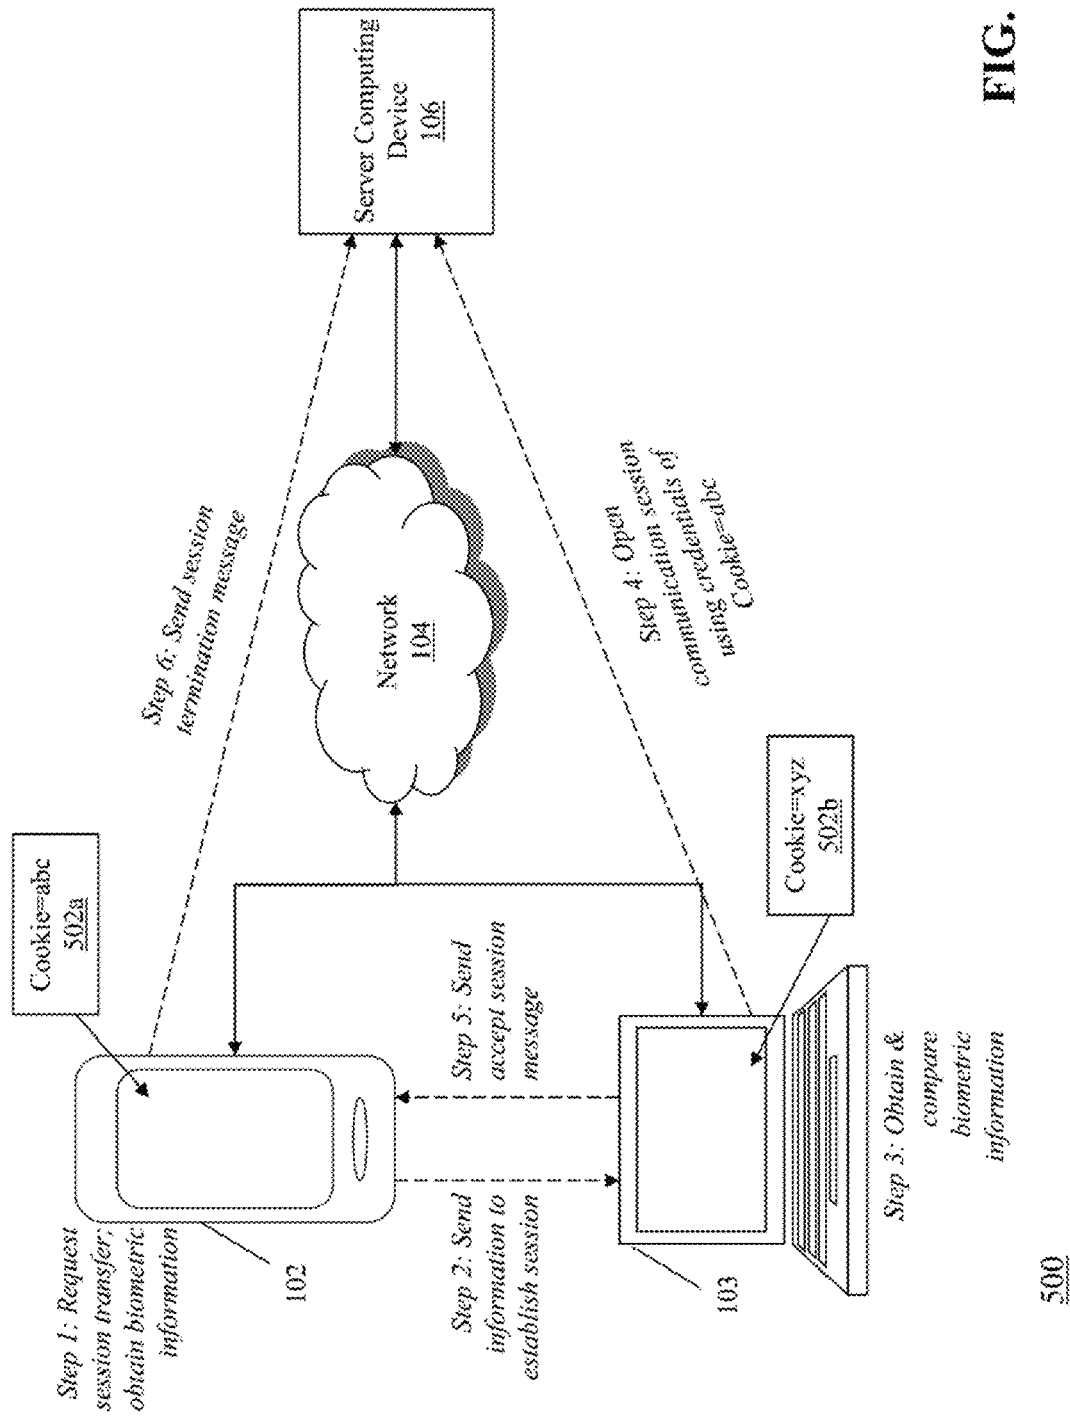 Step 1: Request
session transfer;
obtain biometric
information
102
Cookie=abc
502a
Step 6: Send session
termination message
Server Computing
Device
106
Network
104
Step 2: Send
information to
establish session
Step 5: Send
accept session
message
Step 4: Open
communication session
using credentials of
Cookie=abc
103
Cookie=xyz
502b
Step 3: Obtain &
compare
biometric
information
500
FIG.